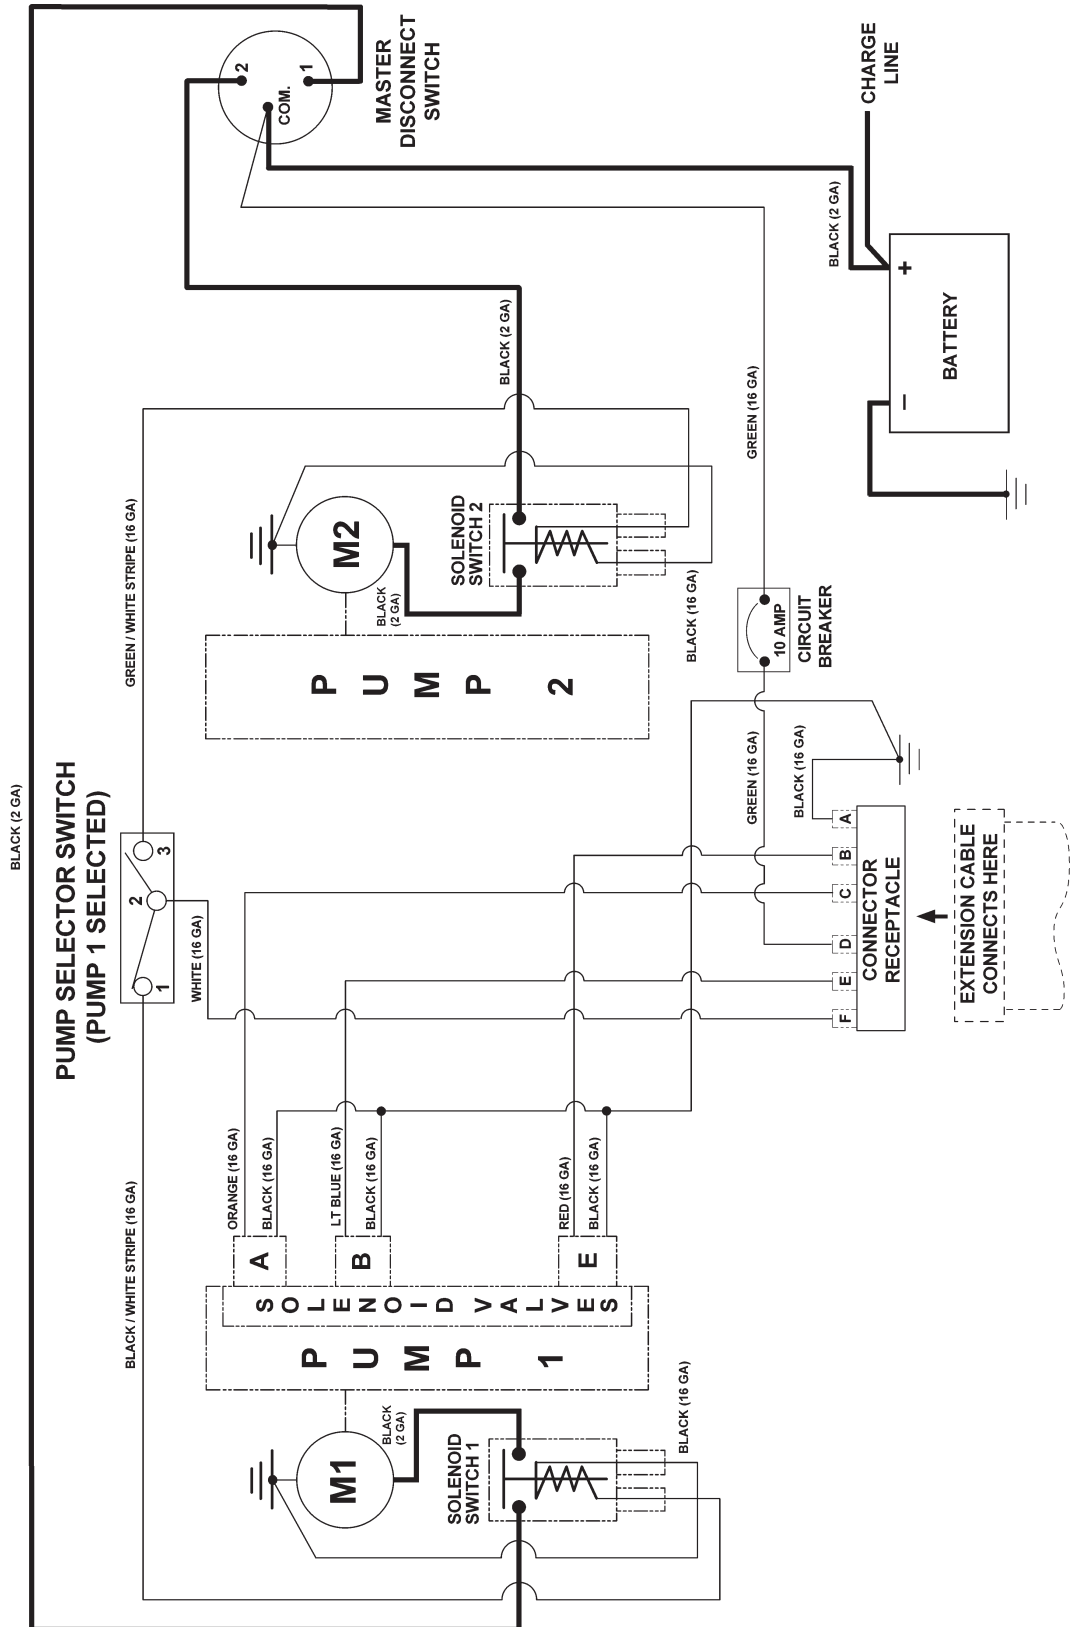 BLACK (2 GA)
PUMP SELECTOR SWITCH
(PUMP 1 SELECTED)
1
2
3
BLACK / WHITE STRIPE (16 GA)
WHITE (16 GA)
GREEN / WHITE STRIPE (16 GA)
2
1
COM.
MASTER
DISCONNECT
SWITCH
M1
BLACK
(2 GA)
SOLENOID
SWITCH 1
BLACK (16 GA)
PUMP 1
SOLENOID VALVES
A
B
E
ORANGE (16 GA)
BLACK (16 GA)
LT BLUE (16 GA)
BLACK (16 GA)
RED (16 GA)
BLACK (16 GA)
PUMP 2
M2
BLACK
(2 GA)
SOLENOID
SWITCH 2
BLACK (16 GA)
BLACK (2 GA)
GREEN (16 GA)
10 AMP
CIRCUIT
BREAKER
GREEN (16 GA)
BLACK (16 GA)
F
E
D
C
B
A
CONNECTOR
RECEPTACLE
EXTENSION CABLE
CONNECTS HERE
BLACK (2 GA)
CHARGE
LINE
–
+
BATTERY